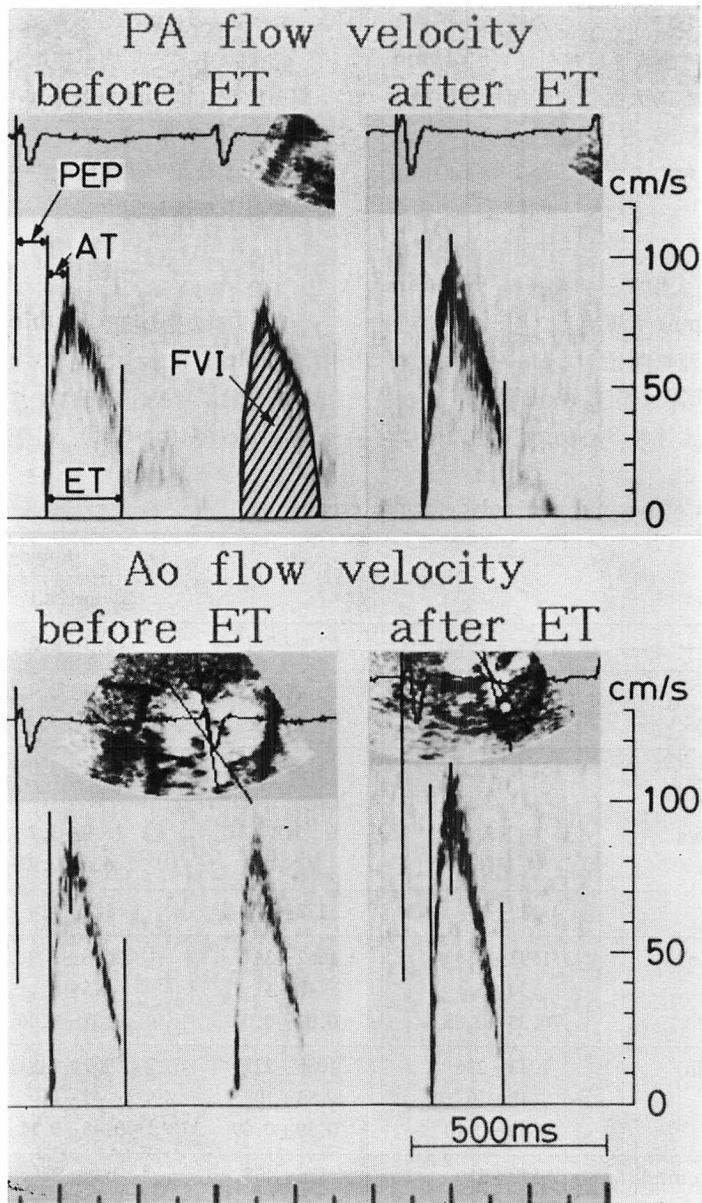 PA flow velocity
before ET after ET
PEP
cm/s
AT
100
FVI
50
ET
0
Ao flow velocity
before ET after ET
cm/s
100
50
0
500ms